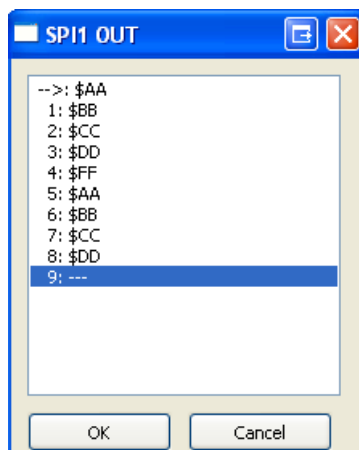 SPI1 OUT
-->: $AA
1: $BB
2: $CC
3: $DD
4: $FF
5: $AA
6: $BB
7: $CC
8: $DD
9: ---
OK Cancel